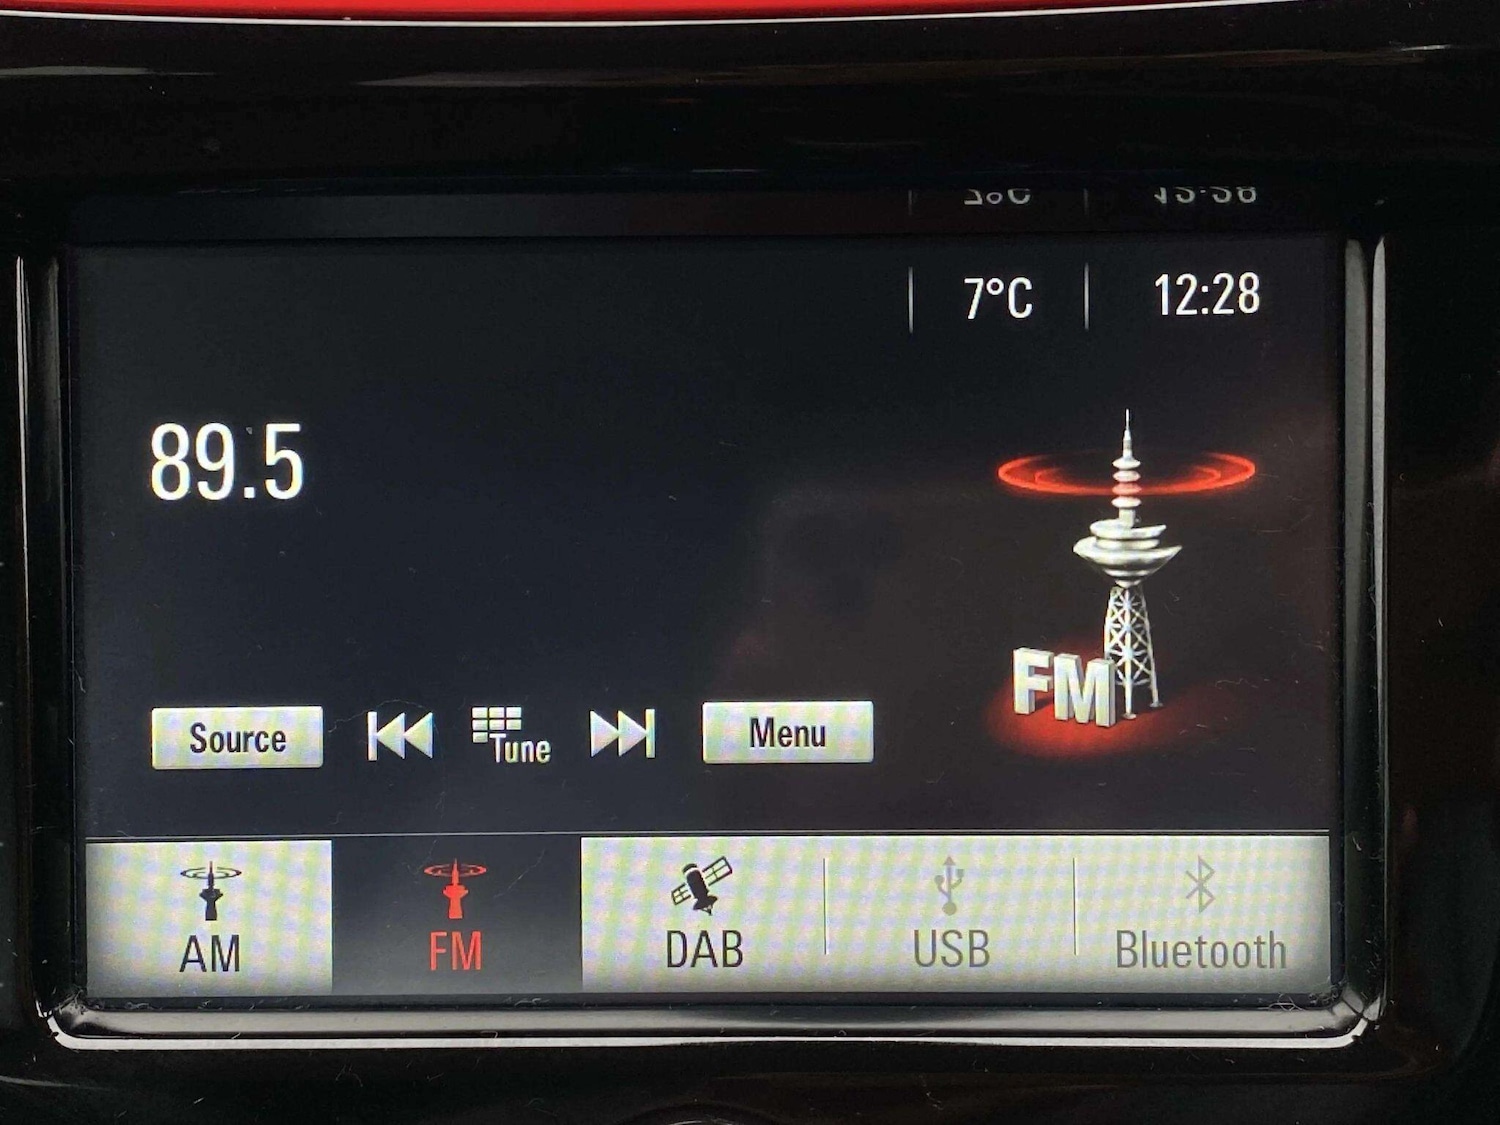 7°C 12:28
89.5
FM
Source Tune Menu
AM FM DAB USB Bluetooth